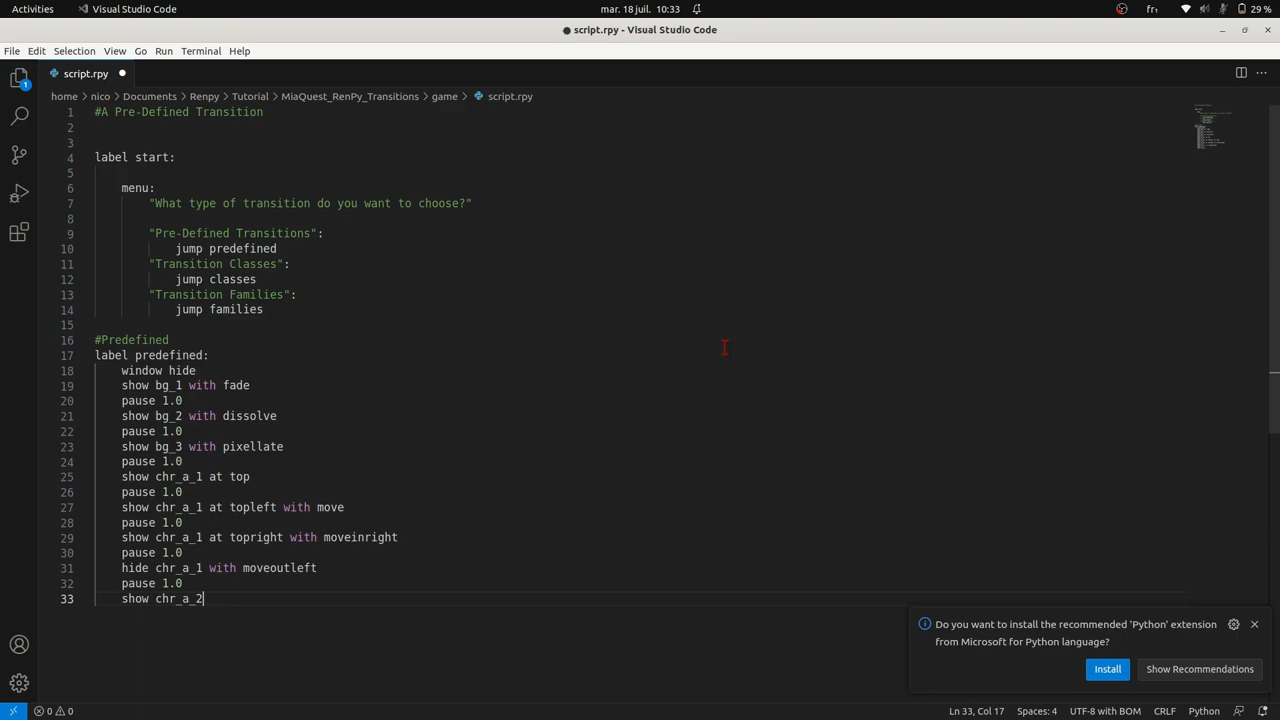 Activities
Visual Studio Code
mar. 18 juil. 10:33
fr₁
29 %
● script.rpy - Visual Studio Code
File Edit Selection View Go Run Terminal Help
script.rpy
home > nico > Documents > Renpy > Tutorial > MiaQuest_RenPy_Transitions > game > script.rpy
1 #A Pre-Defined Transition
2
3
4 label start:
5
6 menu:
7 "What type of transition do you want to choose?"
8
9 "Pre-Defined Transitions":
10 jump predefined
11 "Transition Classes":
12 jump classes
13 "Transition Families":
14 jump families
15
16 #Predefined
17 label predefined:
18 window hide
19 show bg_1 with fade
20 pause 1.0
21 show bg_2 with dissolve
22 pause 1.0
23 show bg_3 with pixellate
24 pause 1.0
25 show chr_a_1 at top
26 pause 1.0
27 show chr_a_1 at topleft with move
28 pause 1.0
29 show chr_a_1 at topright with moveinright
30 pause 1.0
31 hide chr_a_1 with moveoutleft
32 pause 1.0
33 show chr_a_2
1
Do you want to install the recommended 'Python' extension
from Microsoft for Python language?
Install
Show Recommendations
0 0
Ln 33, Col 17 Spaces: 4 UTF-8 with BOM CRLF Python